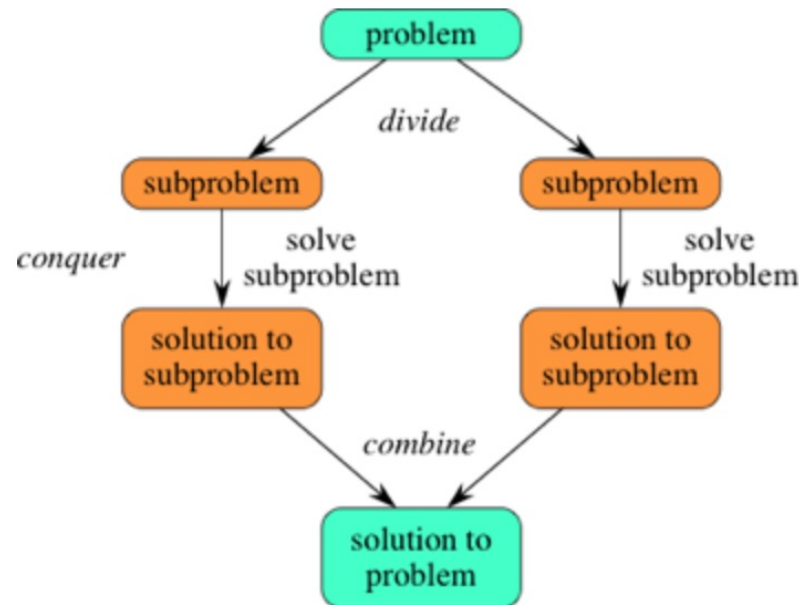 problem
divide
subproblem
subproblem
conquer
solve
subproblem
solve
subproblem
solution to
subproblem
solution to
subproblem
combine
solution to
problem